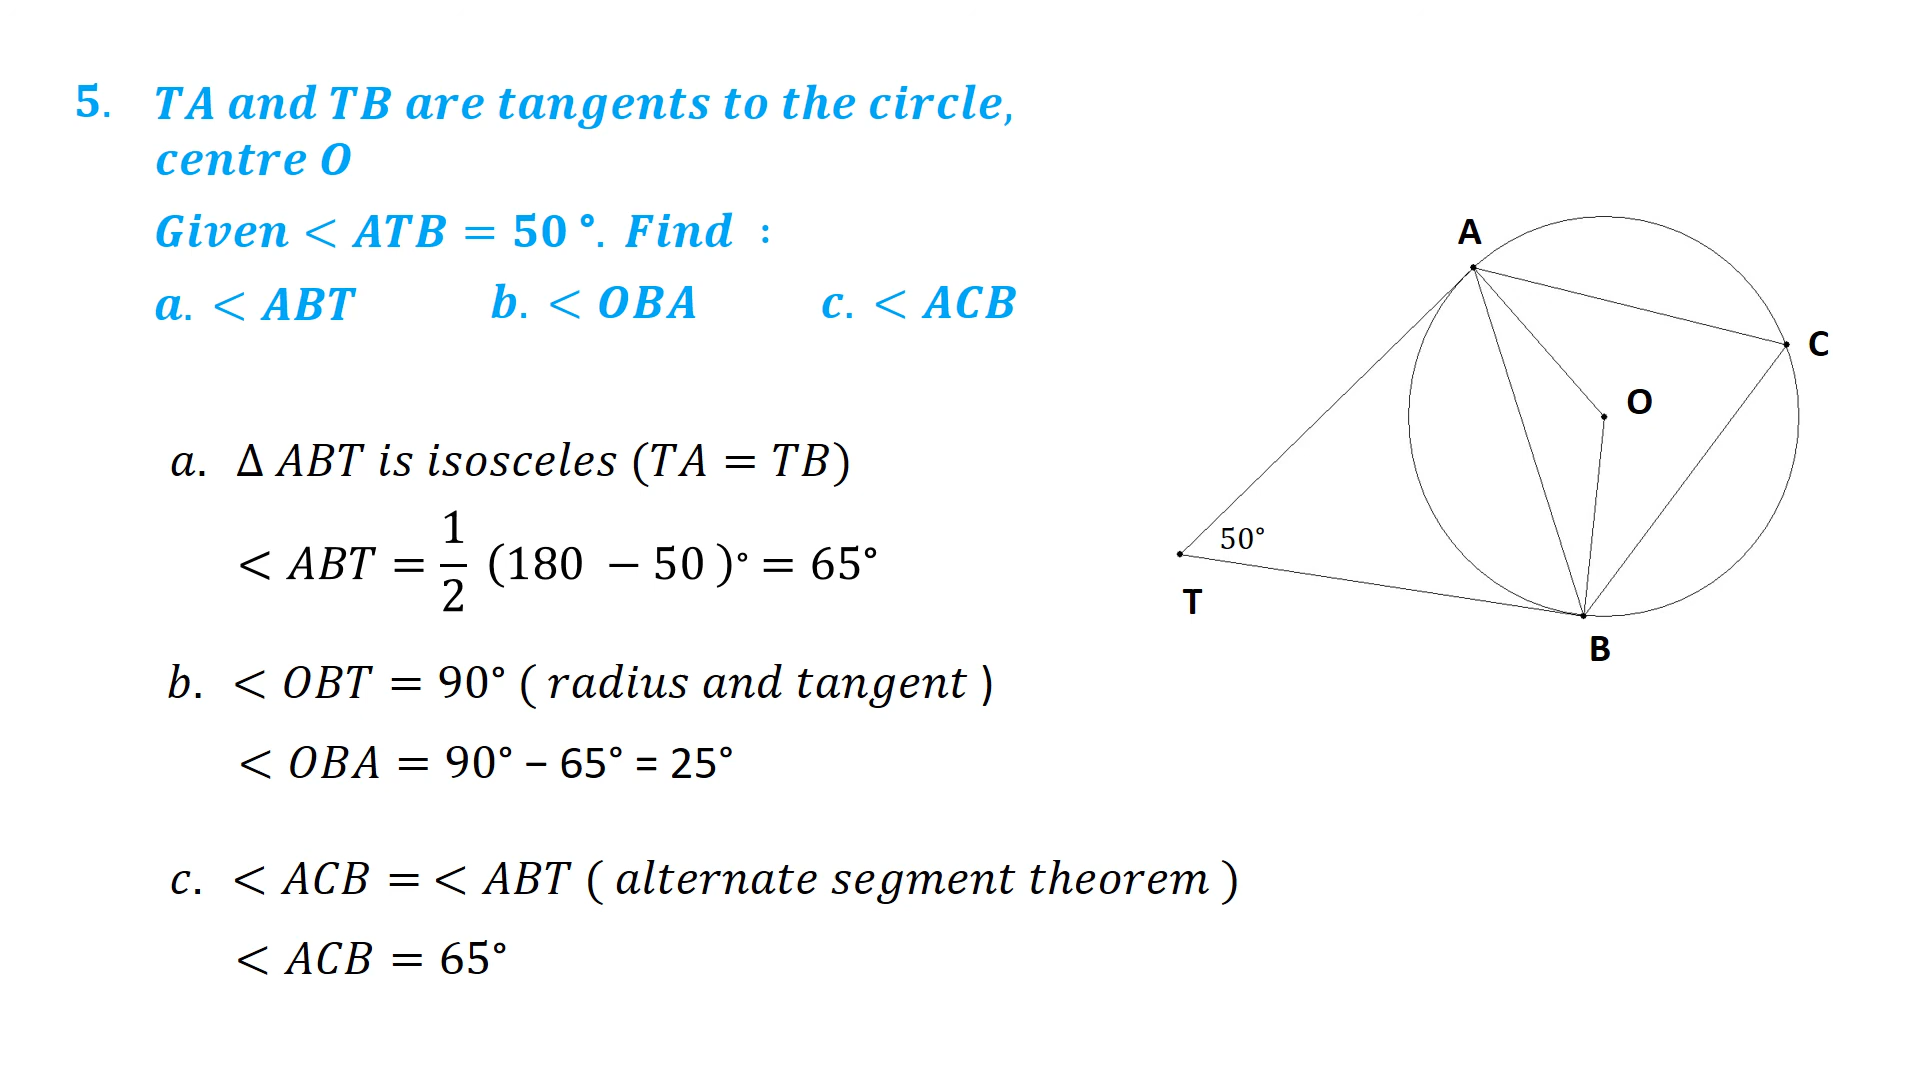 5. TA and TB are tangents to the circle,
centre O
Given < ATB = 50 °. Find :
a. < ABT b. < OBA c. < ACB
a. Δ ABT is isosceles (TA = TB)
< ABT = 1/2 (180 − 50 )° = 65°
b. < OBT = 90° ( radius and tangent )
< OBA = 90° – 65° = 25°
c. < ACB = < ABT ( alternate segment theorem )
< ACB = 65°
A
C
O
50°
T
B